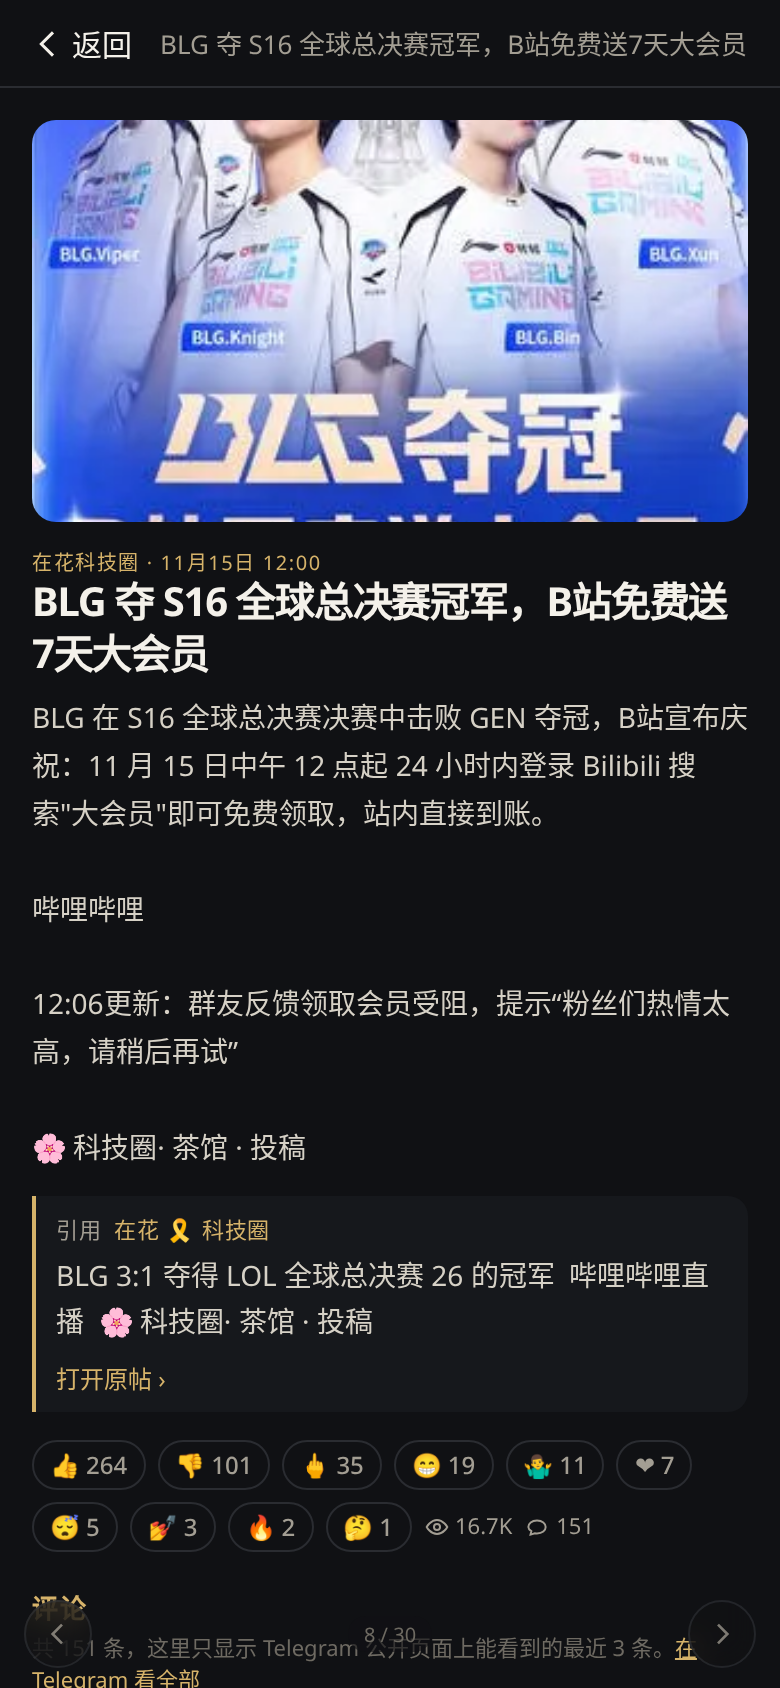 返回 BLG 夺 S16 全球总决赛冠军，B站免费送7天大会员
BiLiBiLi
GAMING
BLG.Viper
BiLiBiLi
GAMING
BLG.Xun
BiLiBiLi
GAMING
BLG.Knight
BiLiBiLi
GAMING
BLG.Bin
BLG夺冠
在花科技圈 · 11月15日 12:00
BLG 夺 S16 全球总决赛冠军，B站免费送
7天大会员
BLG 在 S16 全球总决赛决赛中击败 GEN 夺冠，B站宣布庆
祝：11 月 15 日中午 12 点起 24 小时内登录 Bilibili 搜
索"大会员"即可免费领取，站内直接到账。
哔哩哔哩
12:06更新：群友反馈领取会员受阻，提示“粉丝们热情太
高，请稍后再试”
🌸 科技圈· 茶馆 · 投稿
引用 在花 🎗 科技圈
BLG 3:1 夺得 LOL 全球总决赛 26 的冠军 哔哩哔哩直
播 🌸 科技圈· 茶馆 · 投稿
打开原帖 ›
👍 264 👎 101 🖕 35 😁 19 🤷‍♂️ 11 ❤ 7
😴 5 💅 3 🔥 2 🤔 1 16.7K 151
评论
共 151 条，这里只显示 Telegram 公开页面上能看到的最近 3 条。在
Telegram 看全部
8 / 30